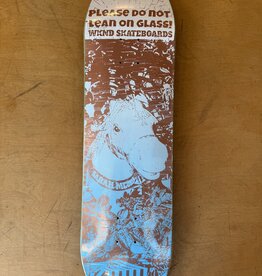 PLEASE DO NOT
LEAN ON GLASS!
WKND SKATEBOARDS